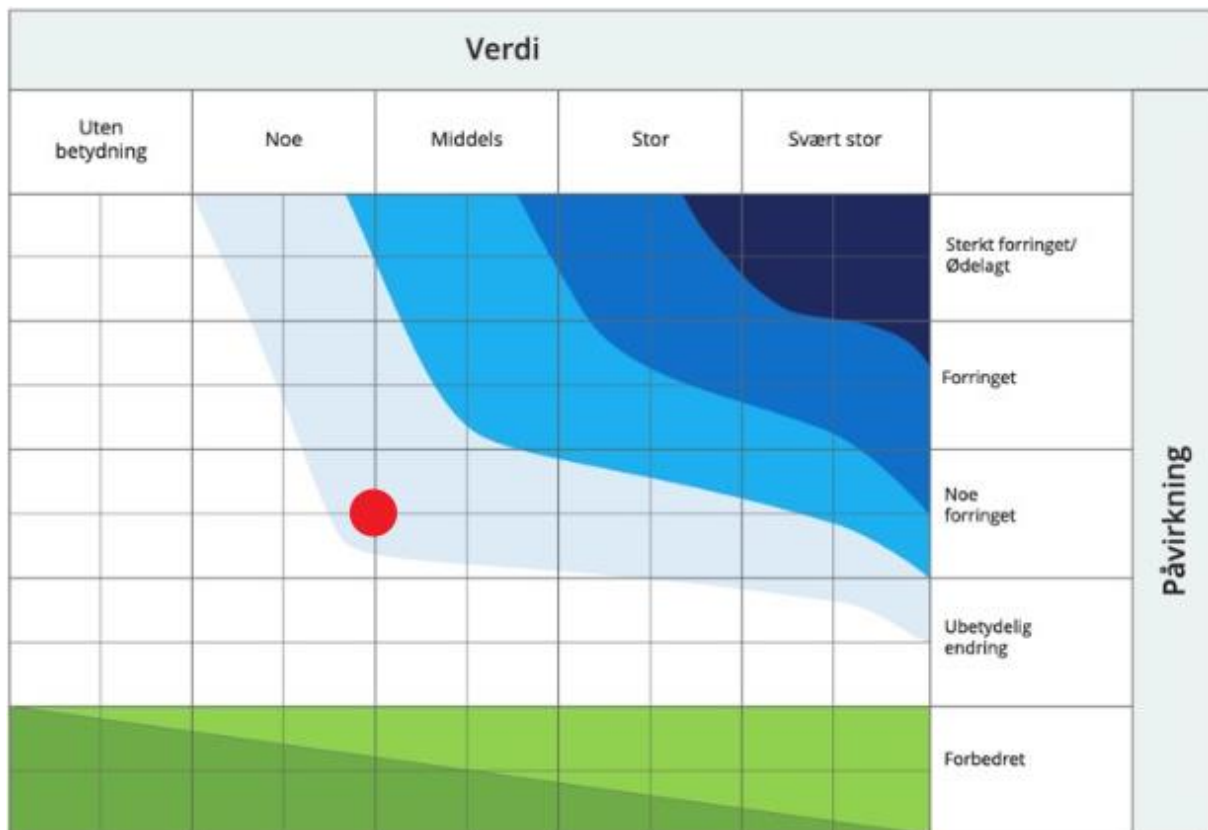 Verdi
Uten
betydning
Noe
Middels
Stor
Svært stor
Sterkt forringet/
Ødelagt
Forringet
Noe
forringet
Ubetydelig
endring
Forbedret
Påvirkning